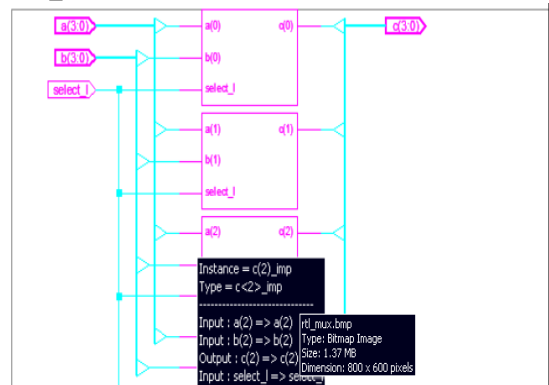 a(3:0)
a(0)
c(0)
c(3:0)
b(3:0)
b(0)
select_l
select_l
a(1)
c(1)
b(1)
select_l
a(2)
c(2)
Instance = c(2)_imp
Type = c<2>_imp
-----------------------------
Input : a(2) => a(2)
Input : b(2) => b(2)
Output : c(2) => c(2)
Input : select_l => select_l
rtl_mux.bmp
Type: Bitmap Image
Size: 1.37 MB
Dimension: 800 x 600 pixels